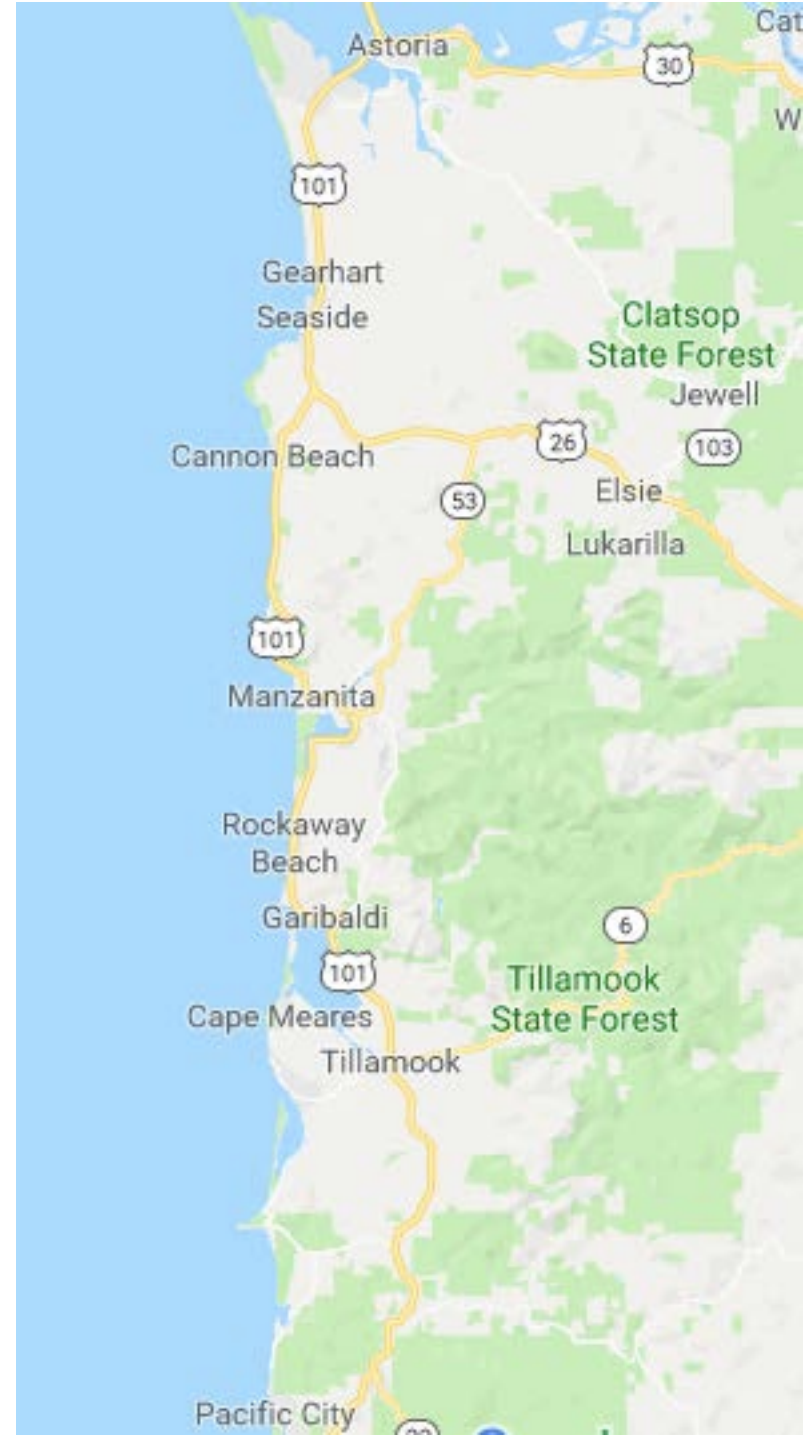 Astoria
Cat
30
W
101
Gearhart
Seaside
Clatsop
State Forest
Jewell
Cannon Beach
26
103
Elsie
53
Lukarilla
101
Manzanita
Rockaway
Beach
Garibaldi
6
101
Tillamook
State Forest
Cape Meares
Tillamook
Pacific City